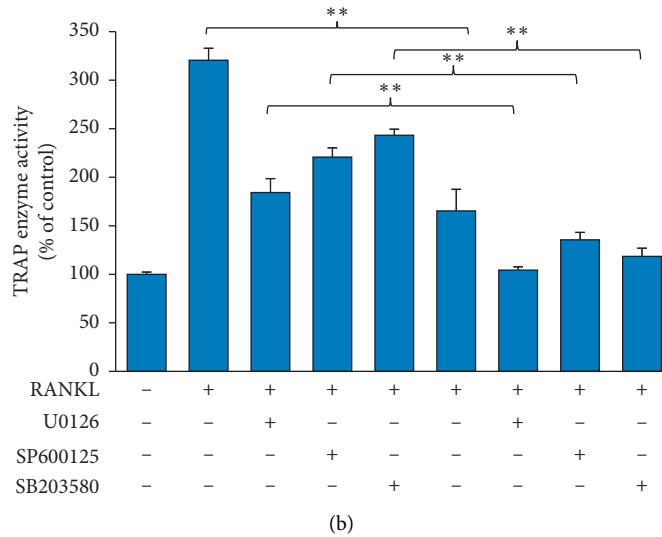 350
300
250
200
150
100
50
0
TRAP enzyme activity
(% of control)
**
**
**
**
RANKL – + + + + + + + +
U0126 – – + – – – + – –
SP600125 – – – + – – – + –
SB203580 – – – – + – – – +
(b)